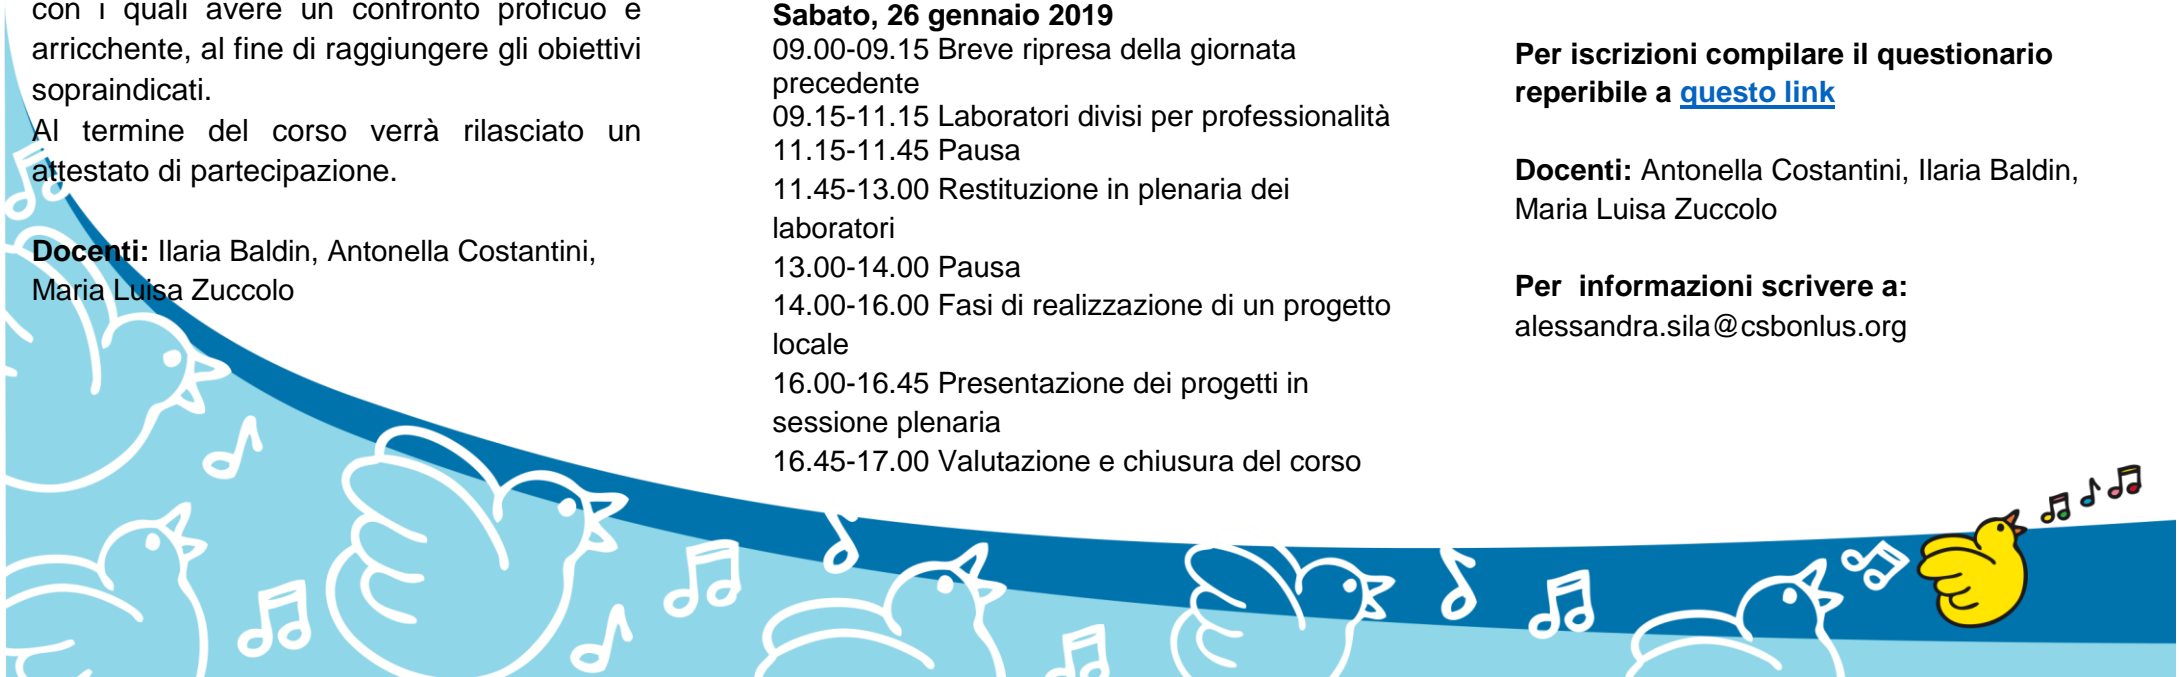 con i quali avere un confronto proficuo e
arricchente, al fine di raggiungere gli obiettivi
sopraindicati.
Al termine del corso verrà rilasciato un
attestato di partecipazione.
Docenti: Ilaria Baldin, Antonella Costantini,
Maria Luisa Zuccolo
Sabato, 26 gennaio 2019
09.00-09.15 Breve ripresa della giornata
precedente
09.15-11.15 Laboratori divisi per professionalità
11.15-11.45 Pausa
11.45-13.00 Restituzione in plenaria dei
laboratori
13.00-14.00 Pausa
14.00-16.00 Fasi di realizzazione di un progetto
locale
16.00-16.45 Presentazione dei progetti in
sessione plenaria
16.45-17.00 Valutazione e chiusura del corso
Per iscrizioni compilare il questionario
reperibile a questo link
Docenti: Antonella Costantini, Ilaria Baldin,
Maria Luisa Zuccolo
Per informazioni scrivere a:
alessandra.sila@csbonlus.org